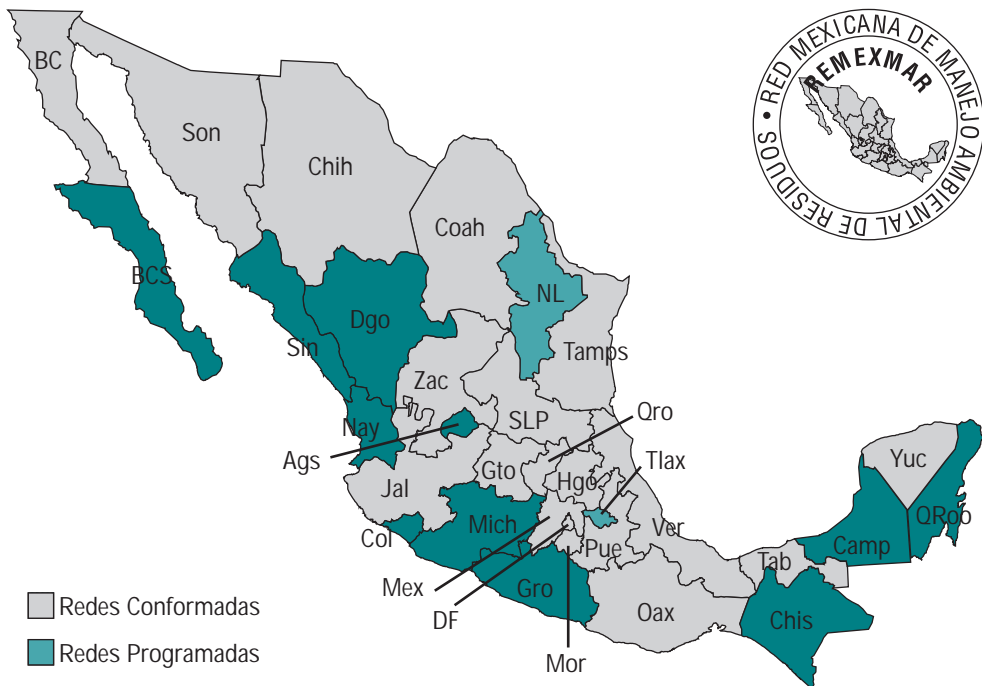 BC
Son
Chih
Coah
BCS
NL
Dgo
Sin
Tamps
Zac
SLP
Nay
Qro
Ags
Tlax
Gto
Hgo
Yuc
Jal
QRoo
Mich
Ver
Col
Camp
Pue
Tab
Mex
Gro
Oax
Chis
DF
Mor
Redes Conformadas
Redes Programadas
RED MEXICANA DE MANEJO AMBIENTAL DE RESIDUOS •
REMEXMAR